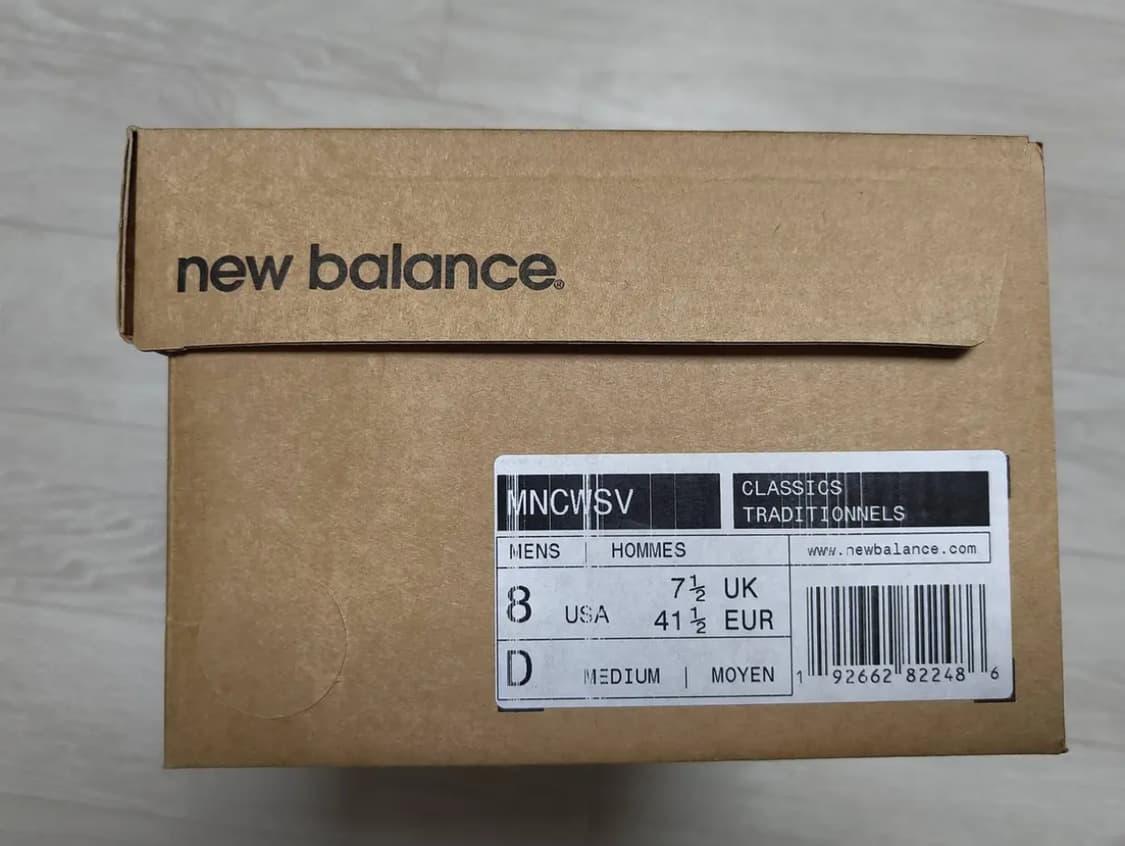 new balance®
MNCWSV
CLASSICS
TRADITIONNELS
MENS | HOMMES
www.newbalance.com
8 USA
7½ UK
41½ EUR
D MEDIUM | MOYEN
1 92662 82248 6